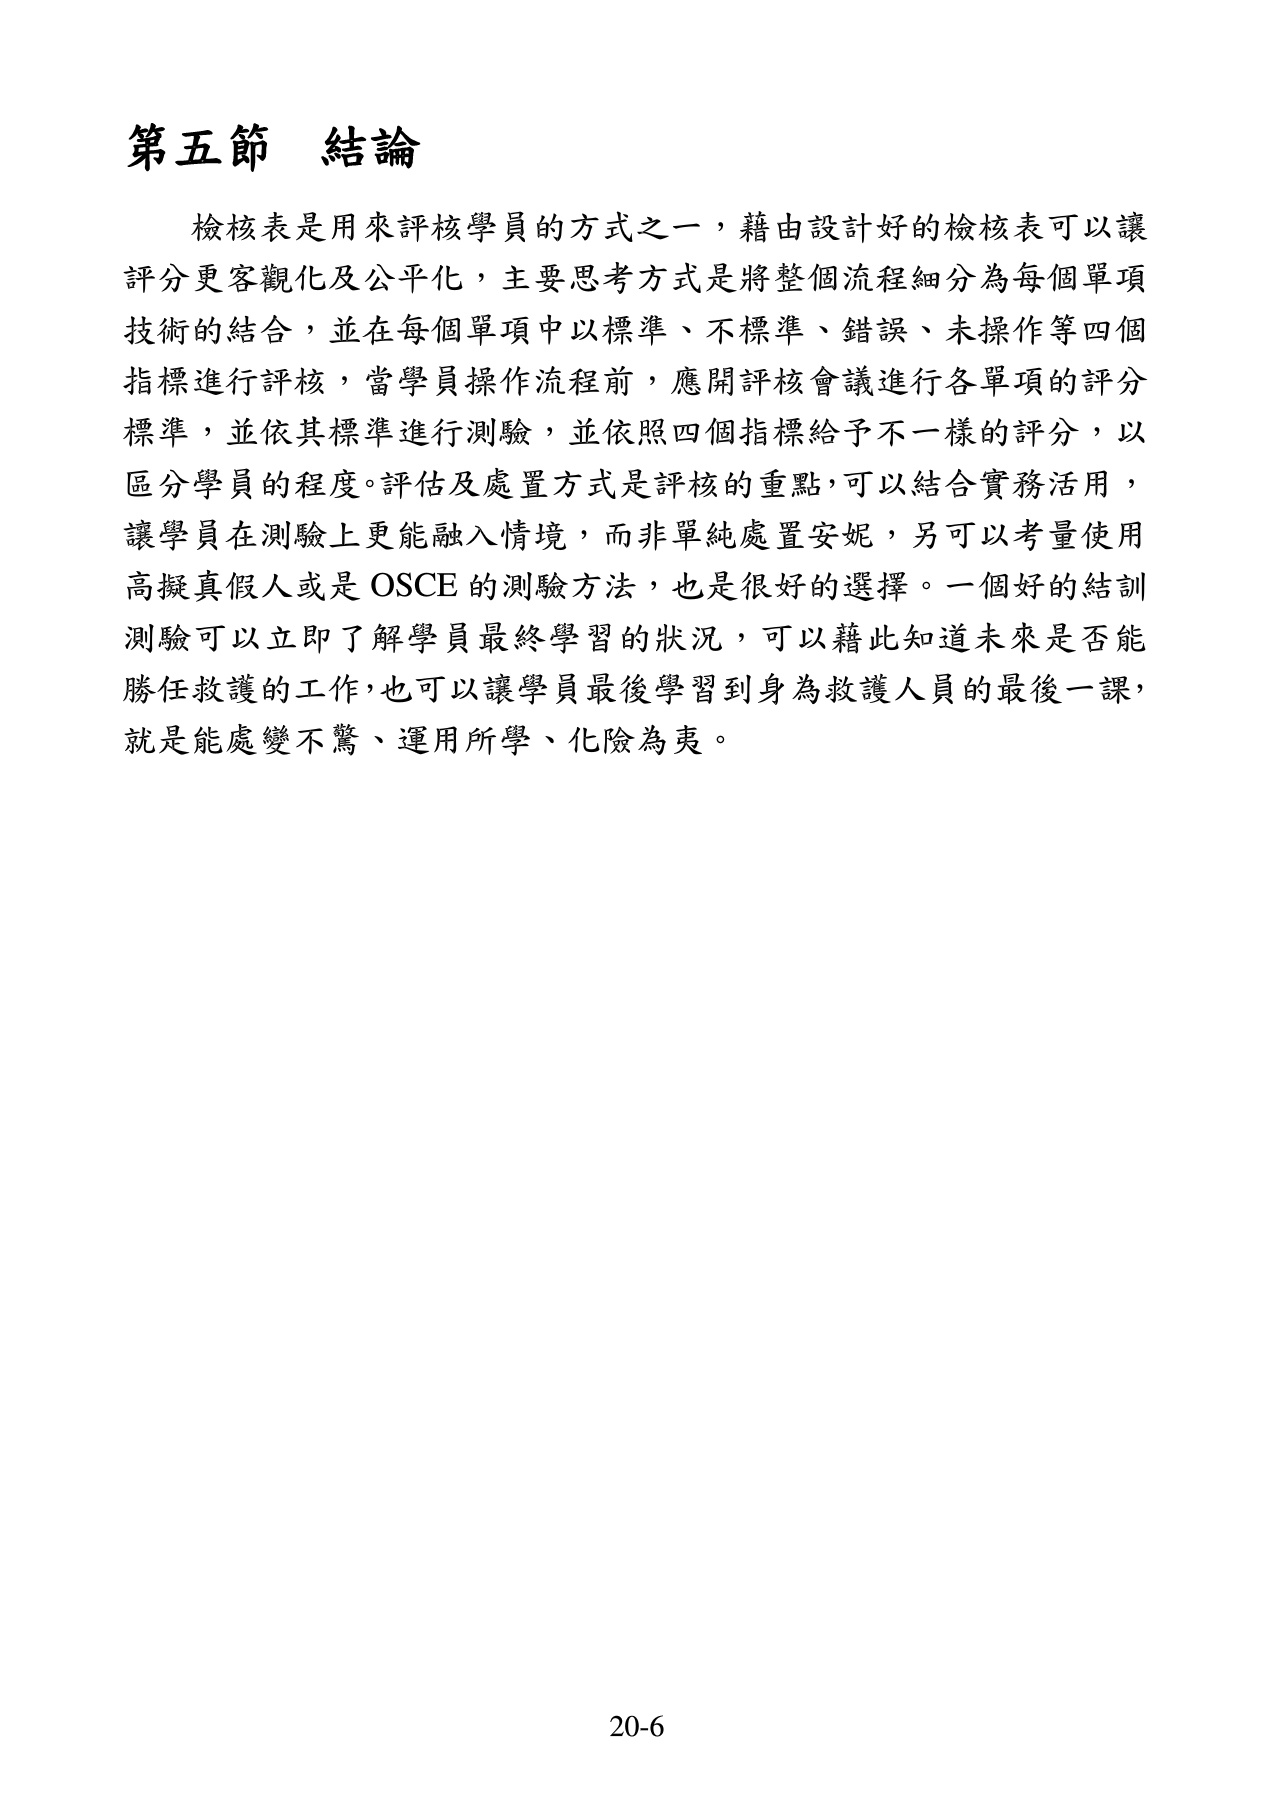 第五節　結論
檢核表是用來評核學員的方式之一，藉由設計好的檢核表可以讓
評分更客觀化及公平化，主要思考方式是將整個流程細分為每個單項
技術的結合，並在每個單項中以標準、不標準、錯誤、未操作等四個
指標進行評核，當學員操作流程前，應開評核會議進行各單項的評分
標準，並依其標準進行測驗，並依照四個指標給予不一樣的評分，以
區分學員的程度。評估及處置方式是評核的重點，可以結合實務活用，
讓學員在測驗上更能融入情境，而非單純處置安妮，另可以考量使用
高擬真假人或是 OSCE 的測驗方法，也是很好的選擇。一個好的結訓
測驗可以立即了解學員最終學習的狀況，可以藉此知道未來是否能
勝任救護的工作，也可以讓學員最後學習到身為救護人員的最後一課，
就是能處變不驚、運用所學、化險為夷。
20-6